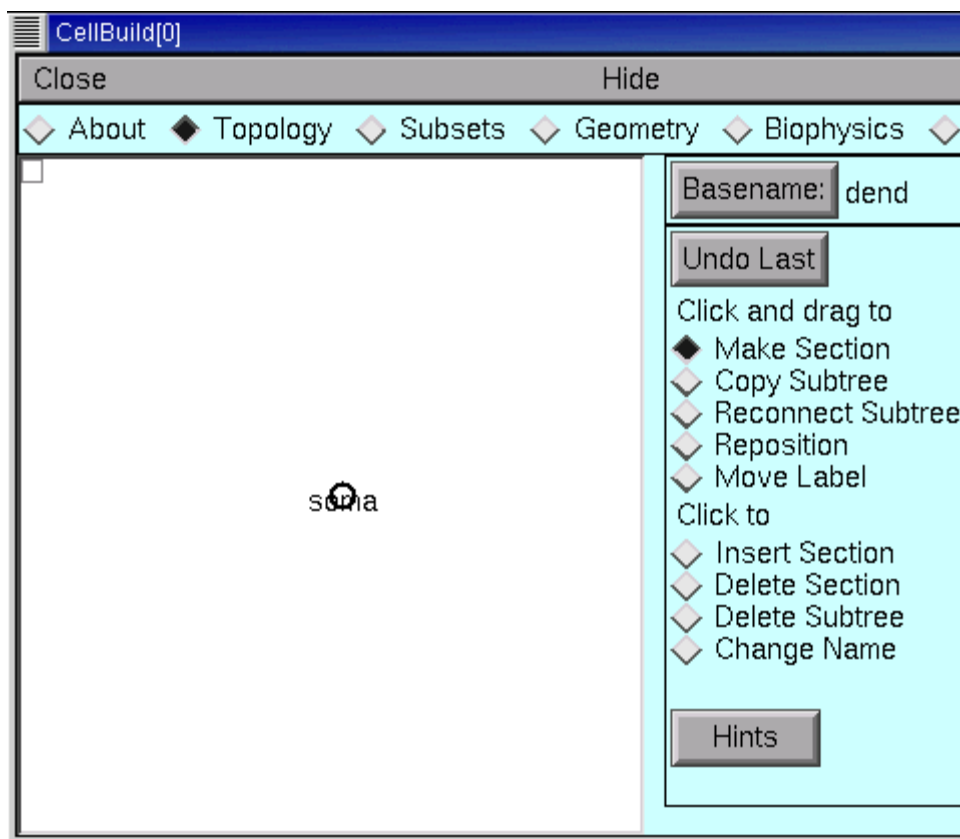 CellBuild[0]
Close Hide
About Topology Subsets Geometry Biophysics
Basename: dend
Undo Last
Click and drag to
Make Section
Copy Subtree
Reconnect Subtree
Reposition
Move Label
soma
Click to
Insert Section
Delete Section
Delete Subtree
Change Name
Hints